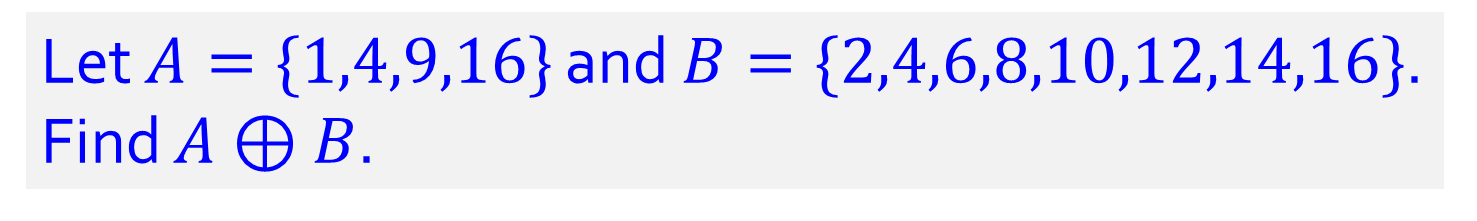 Let A = {1,4,9,16} and B = {2,4,6,8,10,12,14,16}.
Find A ⊕ B.